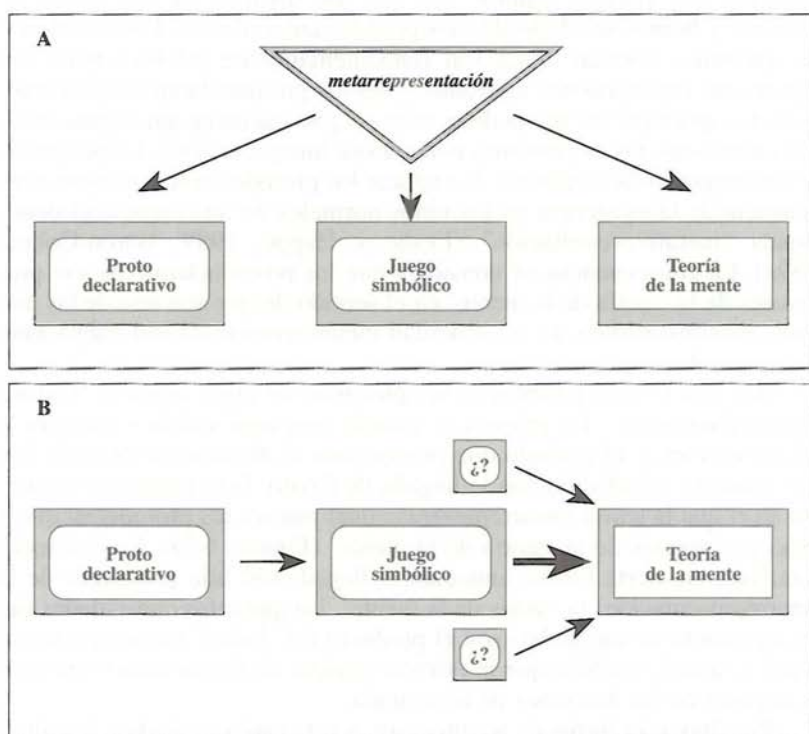 A
metarrepresentación
Proto
declarativo
Juego
simbólico
Teoría
de la mente
B
¿?
Proto
declarativo
Juego
simbólico
Teoría
de la mente
¿?